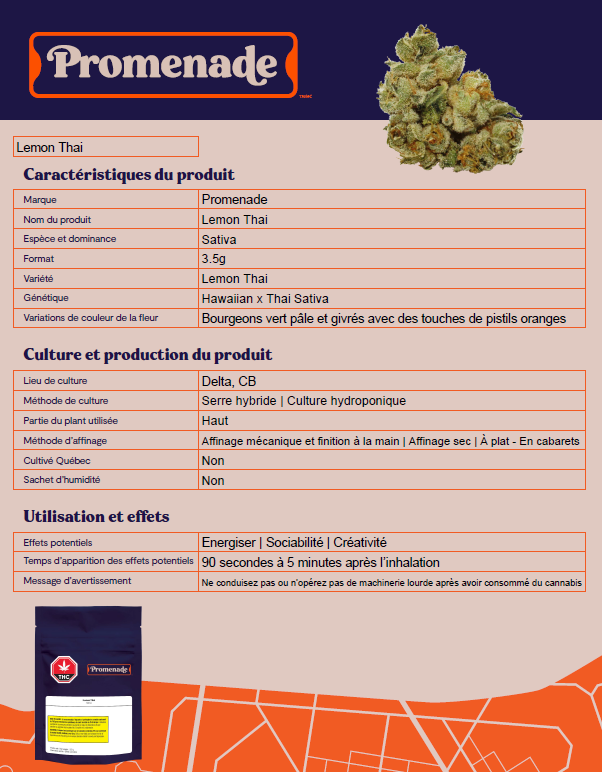 Promenade
TM/MC
Lemon Thai
Caractéristiques du produit
Marque Promenade
Nom du produit Lemon Thai
Espèce et dominance Sativa
Format 3.5g
Variété Lemon Thai
Génétique Hawaiian x Thai Sativa
Variations de couleur de la fleur Bourgeons vert pâle et givrés avec des touches de pistils oranges
Culture et production du produit
Lieu de culture Delta, CB
Méthode de culture Serre hybride | Culture hydroponique
Partie du plant utilisée Haut
Méthode d'affinage Affinage mécanique et finition à la main | Affinage sec | À plat - En cabarets
Cultivé Québec Non
Sachet d'humidité Non
Utilisation et effets
Effets potentiels Energiser | Sociabilité | Créativité
Temps d'apparition des effets potentiels 90 secondes à 5 minutes après l'inhalation
Message d'avertissement Ne conduisez pas ou n'opérez pas de machinerie lourde après avoir consommé du cannabis
THC
Promenade
Lemon Thai